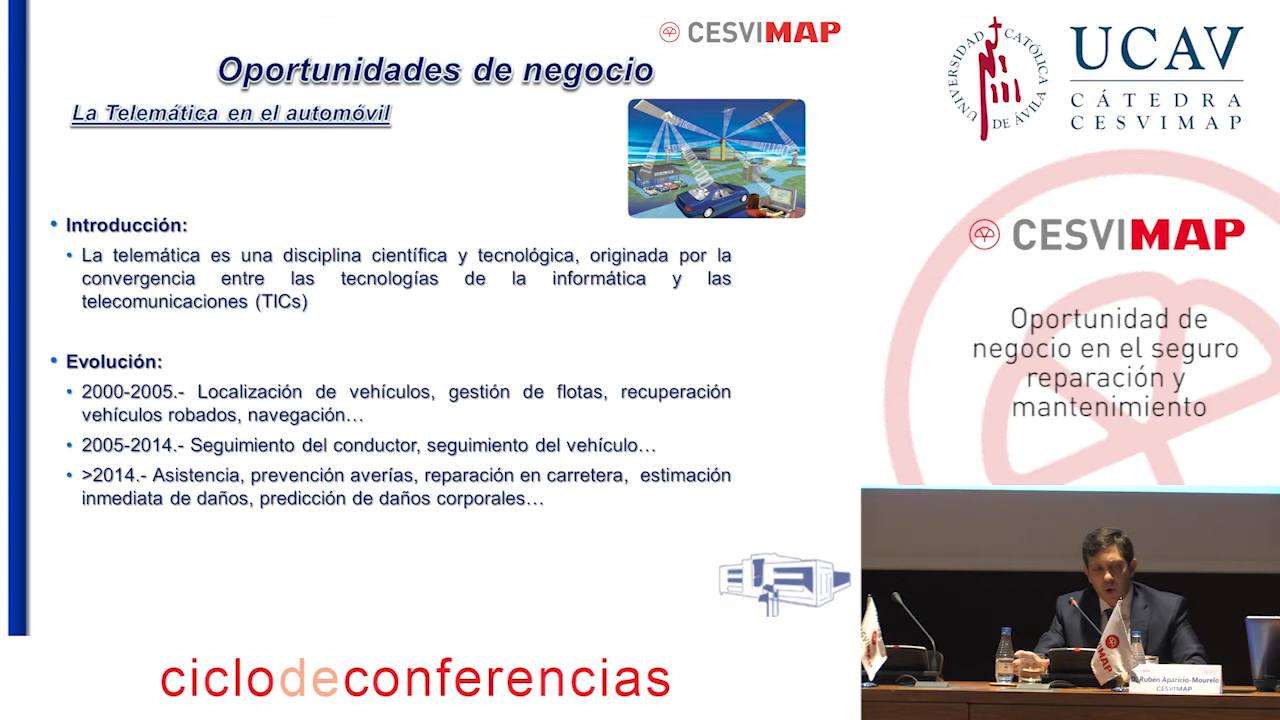 CESVIMAP
Oportunidades de negocio
La Telemática en el automóvil
• Introducción:
• La telemática es una disciplina científica y tecnológica, originada por la
convergencia entre las tecnologías de la informática y las
telecomunicaciones (TICs)
• Evolución:
• 2000-2005.- Localización de vehículos, gestión de flotas, recuperación
vehículos robados, navegación…
• 2005-2014.- Seguimiento del conductor, seguimiento del vehículo…
• >2014.- Asistencia, prevención averías, reparación en carretera, estimación
inmediata de daños, predicción de daños corporales…
ciclodeconferencias
UNIVERSIDAD CATÓLICA DE ÁVILA
UCAV
CÁTEDRA
CESVIMAP
CESVIMAP
Oportunidad de
negocio en el seguro
reparación y
mantenimiento
D. Rubén Aparicio-Mourelo
CESVIMAP